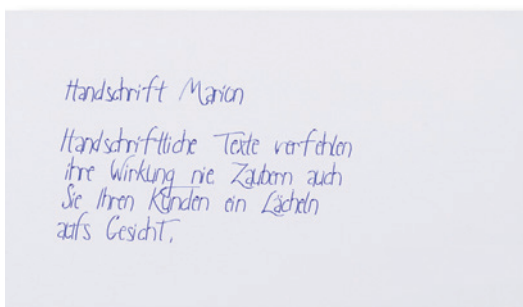 Handschrift Marion
Handschriftliche Texte verfehlen
ihre Wirkung nie Zaubern auch
Sie Ihren Kunden ein Lächeln
aufs Gesicht.